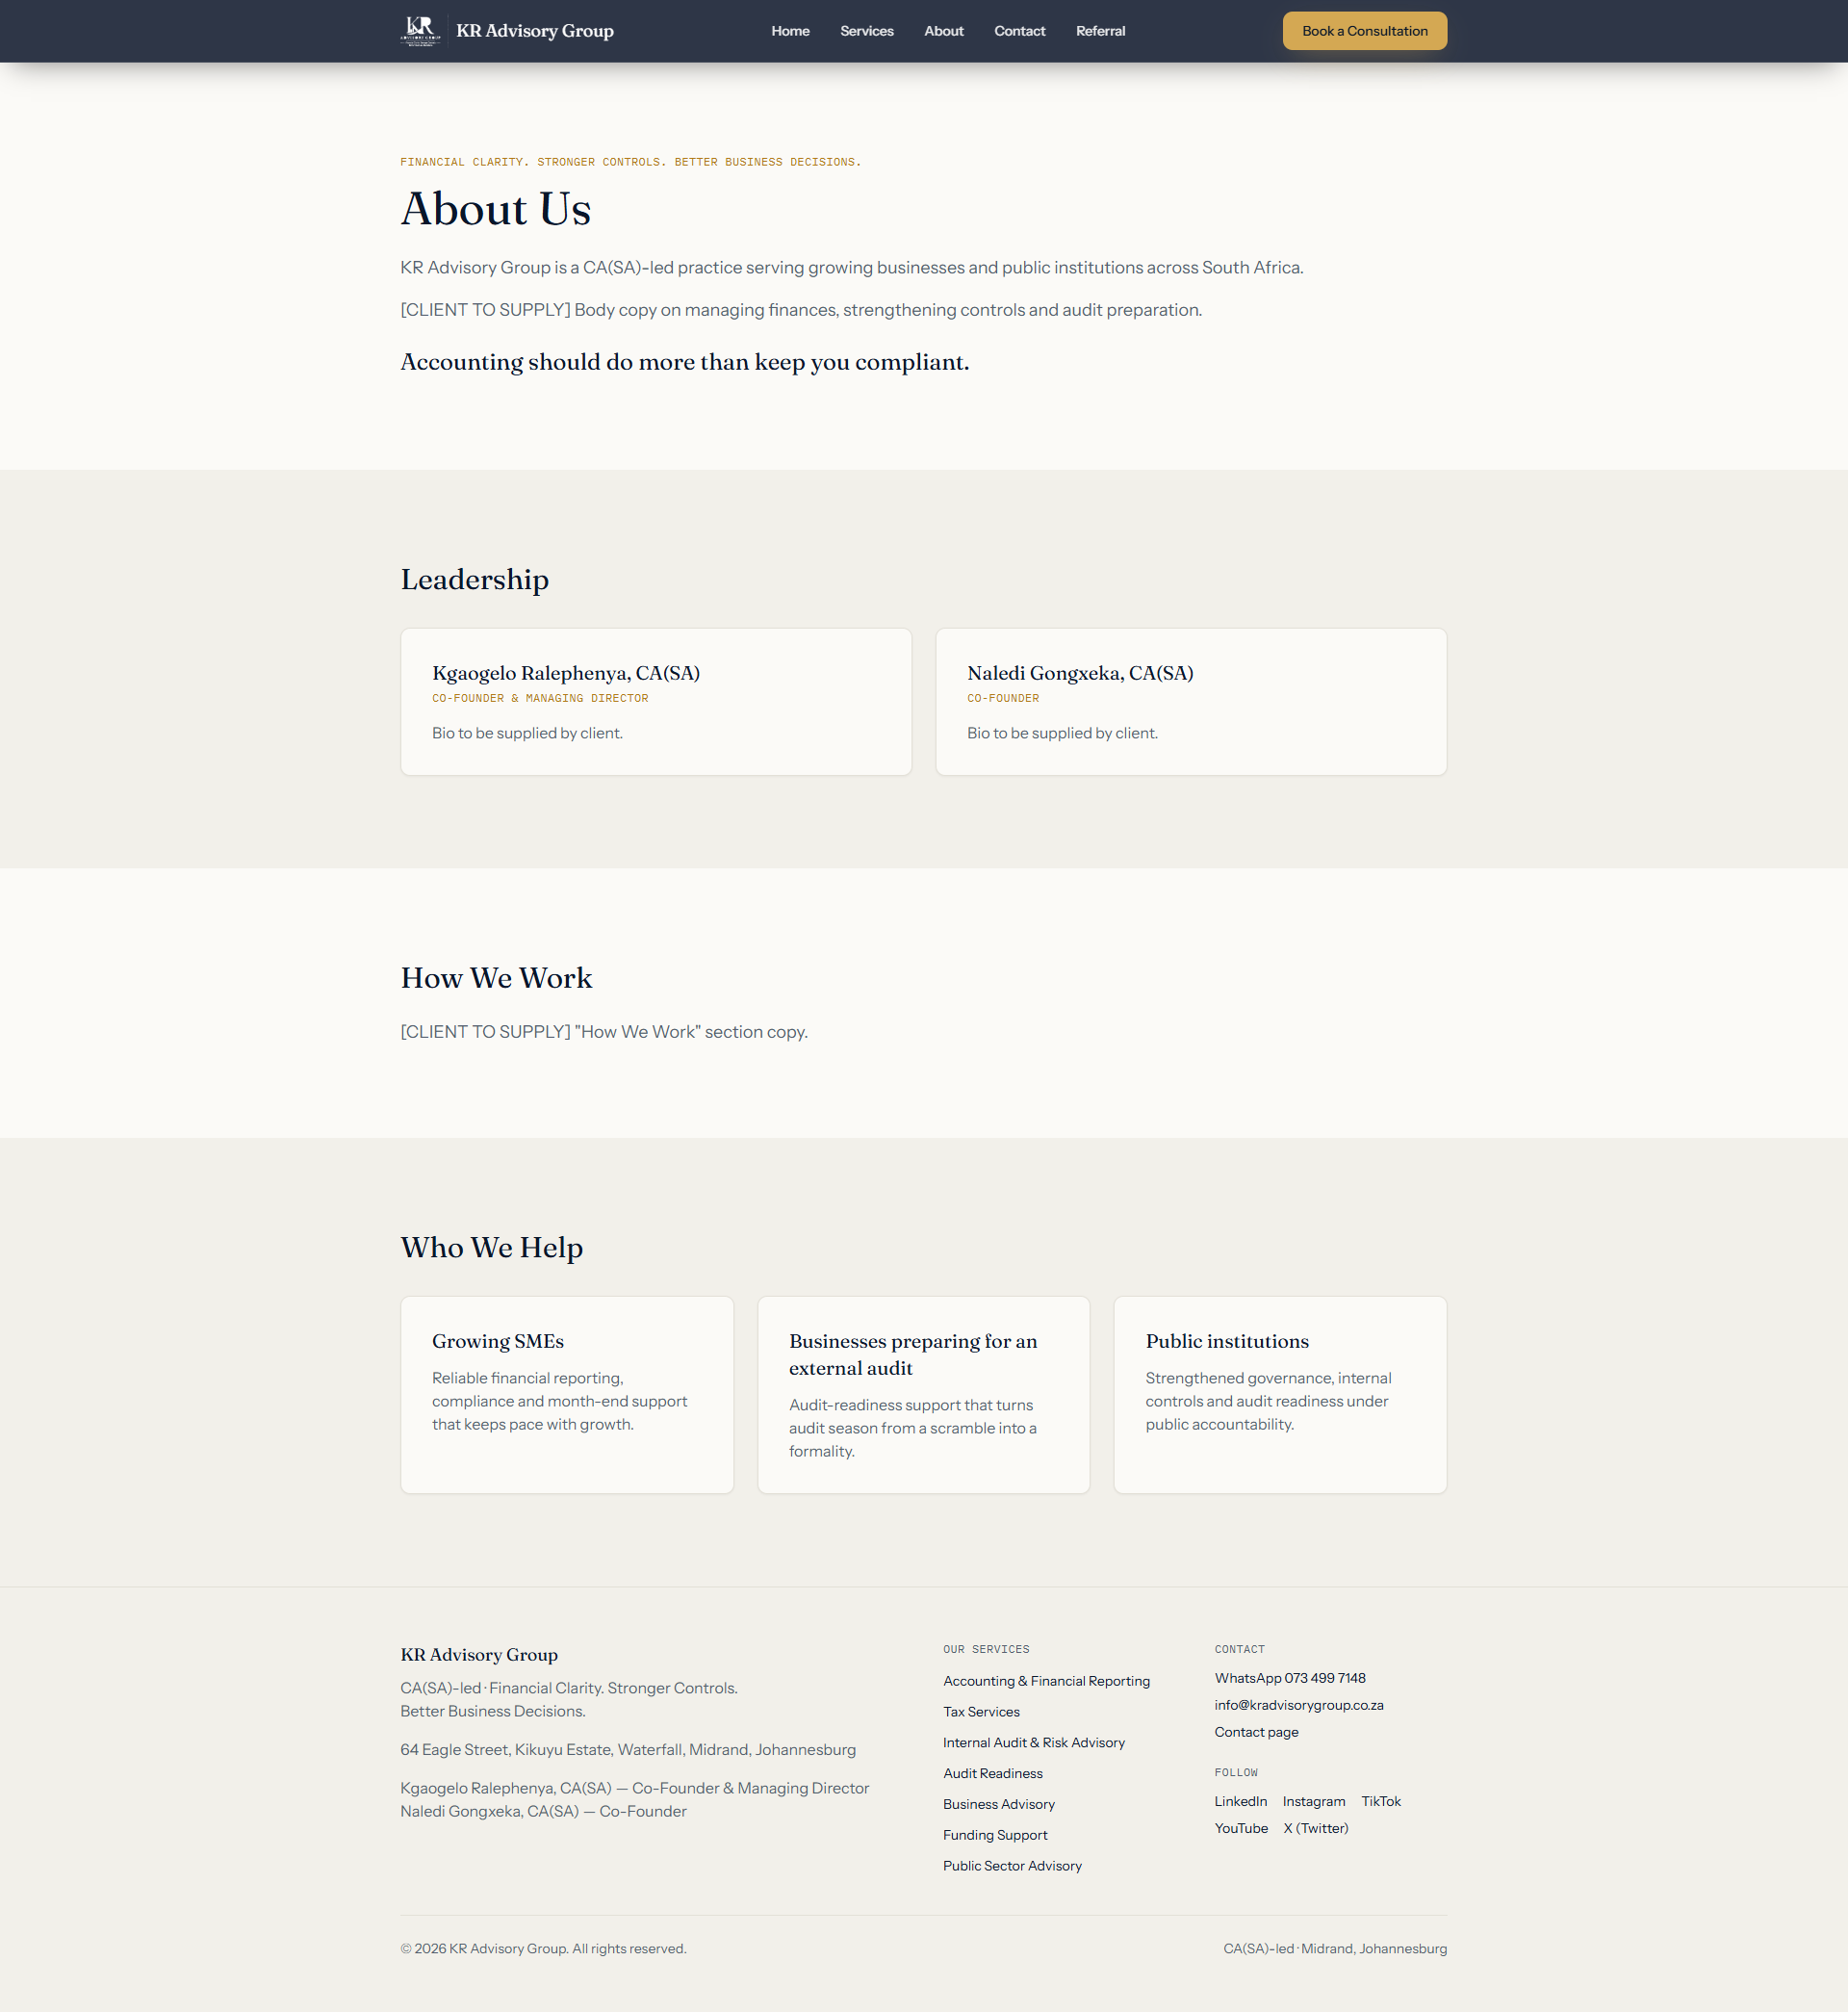 KR
ADVISORY GROUP
KR Advisory Group
Home
Services
About
Contact
Referral
Book a Consultation
FINANCIAL CLARITY. STRONGER CONTROLS. BETTER BUSINESS DECISIONS.
About Us
KR Advisory Group is a CA(SA)-led practice serving growing businesses and public institutions across South Africa.
[CLIENT TO SUPPLY] Body copy on managing finances, strengthening controls and audit preparation.
Accounting should do more than keep you compliant.
Leadership
Kgaogelo Ralephenya, CA(SA)
CO-FOUNDER & MANAGING DIRECTOR
Bio to be supplied by client.
Naledi Gongxeka, CA(SA)
CO-FOUNDER
Bio to be supplied by client.
How We Work
[CLIENT TO SUPPLY] "How We Work" section copy.
Who We Help
Growing SMEs
Reliable financial reporting,
compliance and month-end support
that keeps pace with growth.
Businesses preparing for an
external audit
Audit-readiness support that turns
audit season from a scramble into a
formality.
Public institutions
Strengthened governance, internal
controls and audit readiness under
public accountability.
KR Advisory Group
CA(SA)-led · Financial Clarity. Stronger Controls.
Better Business Decisions.
64 Eagle Street, Kikuyu Estate, Waterfall, Midrand, Johannesburg
Kgaogelo Ralephenya, CA(SA) — Co-Founder & Managing Director
Naledi Gongxeka, CA(SA) — Co-Founder
OUR SERVICES
Accounting & Financial Reporting
Tax Services
Internal Audit & Risk Advisory
Audit Readiness
Business Advisory
Funding Support
Public Sector Advisory
CONTACT
WhatsApp 073 499 7148
info@kradvisorygroup.co.za
Contact page
FOLLOW
LinkedIn Instagram TikTok
YouTube X (Twitter)
© 2026 KR Advisory Group. All rights reserved.
CA(SA)-led · Midrand, Johannesburg